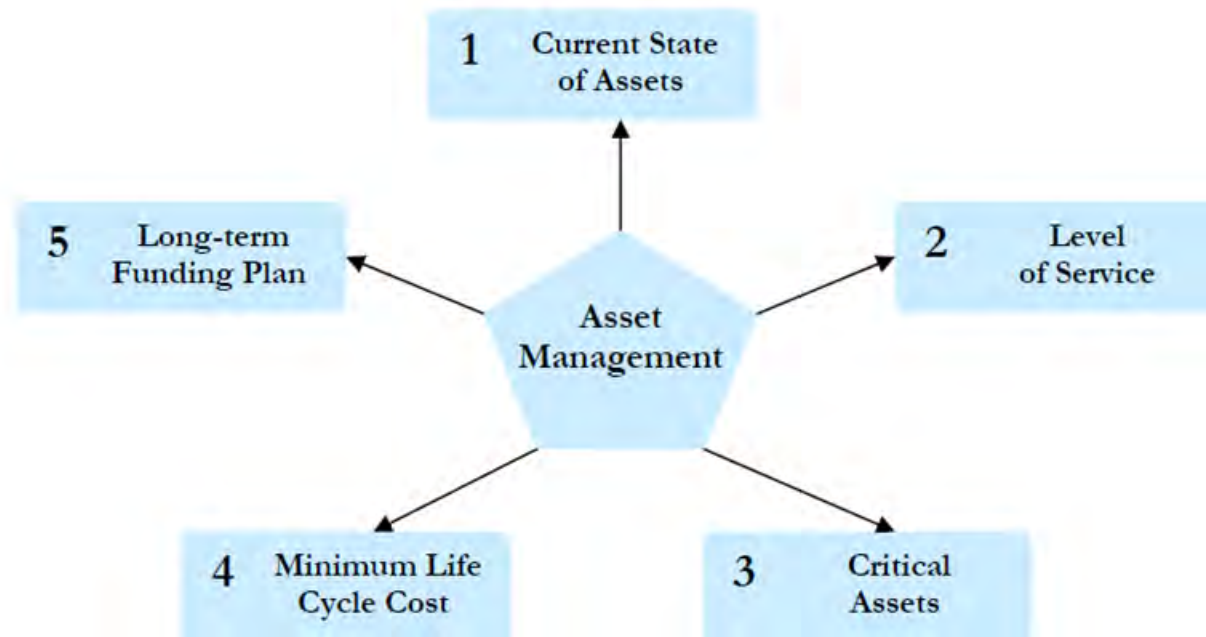 1 Current State
of Assets
5 Long-term
Funding Plan
2 Level
of Service
Asset
Management
4 Minimum Life
Cycle Cost
3 Critical
Assets